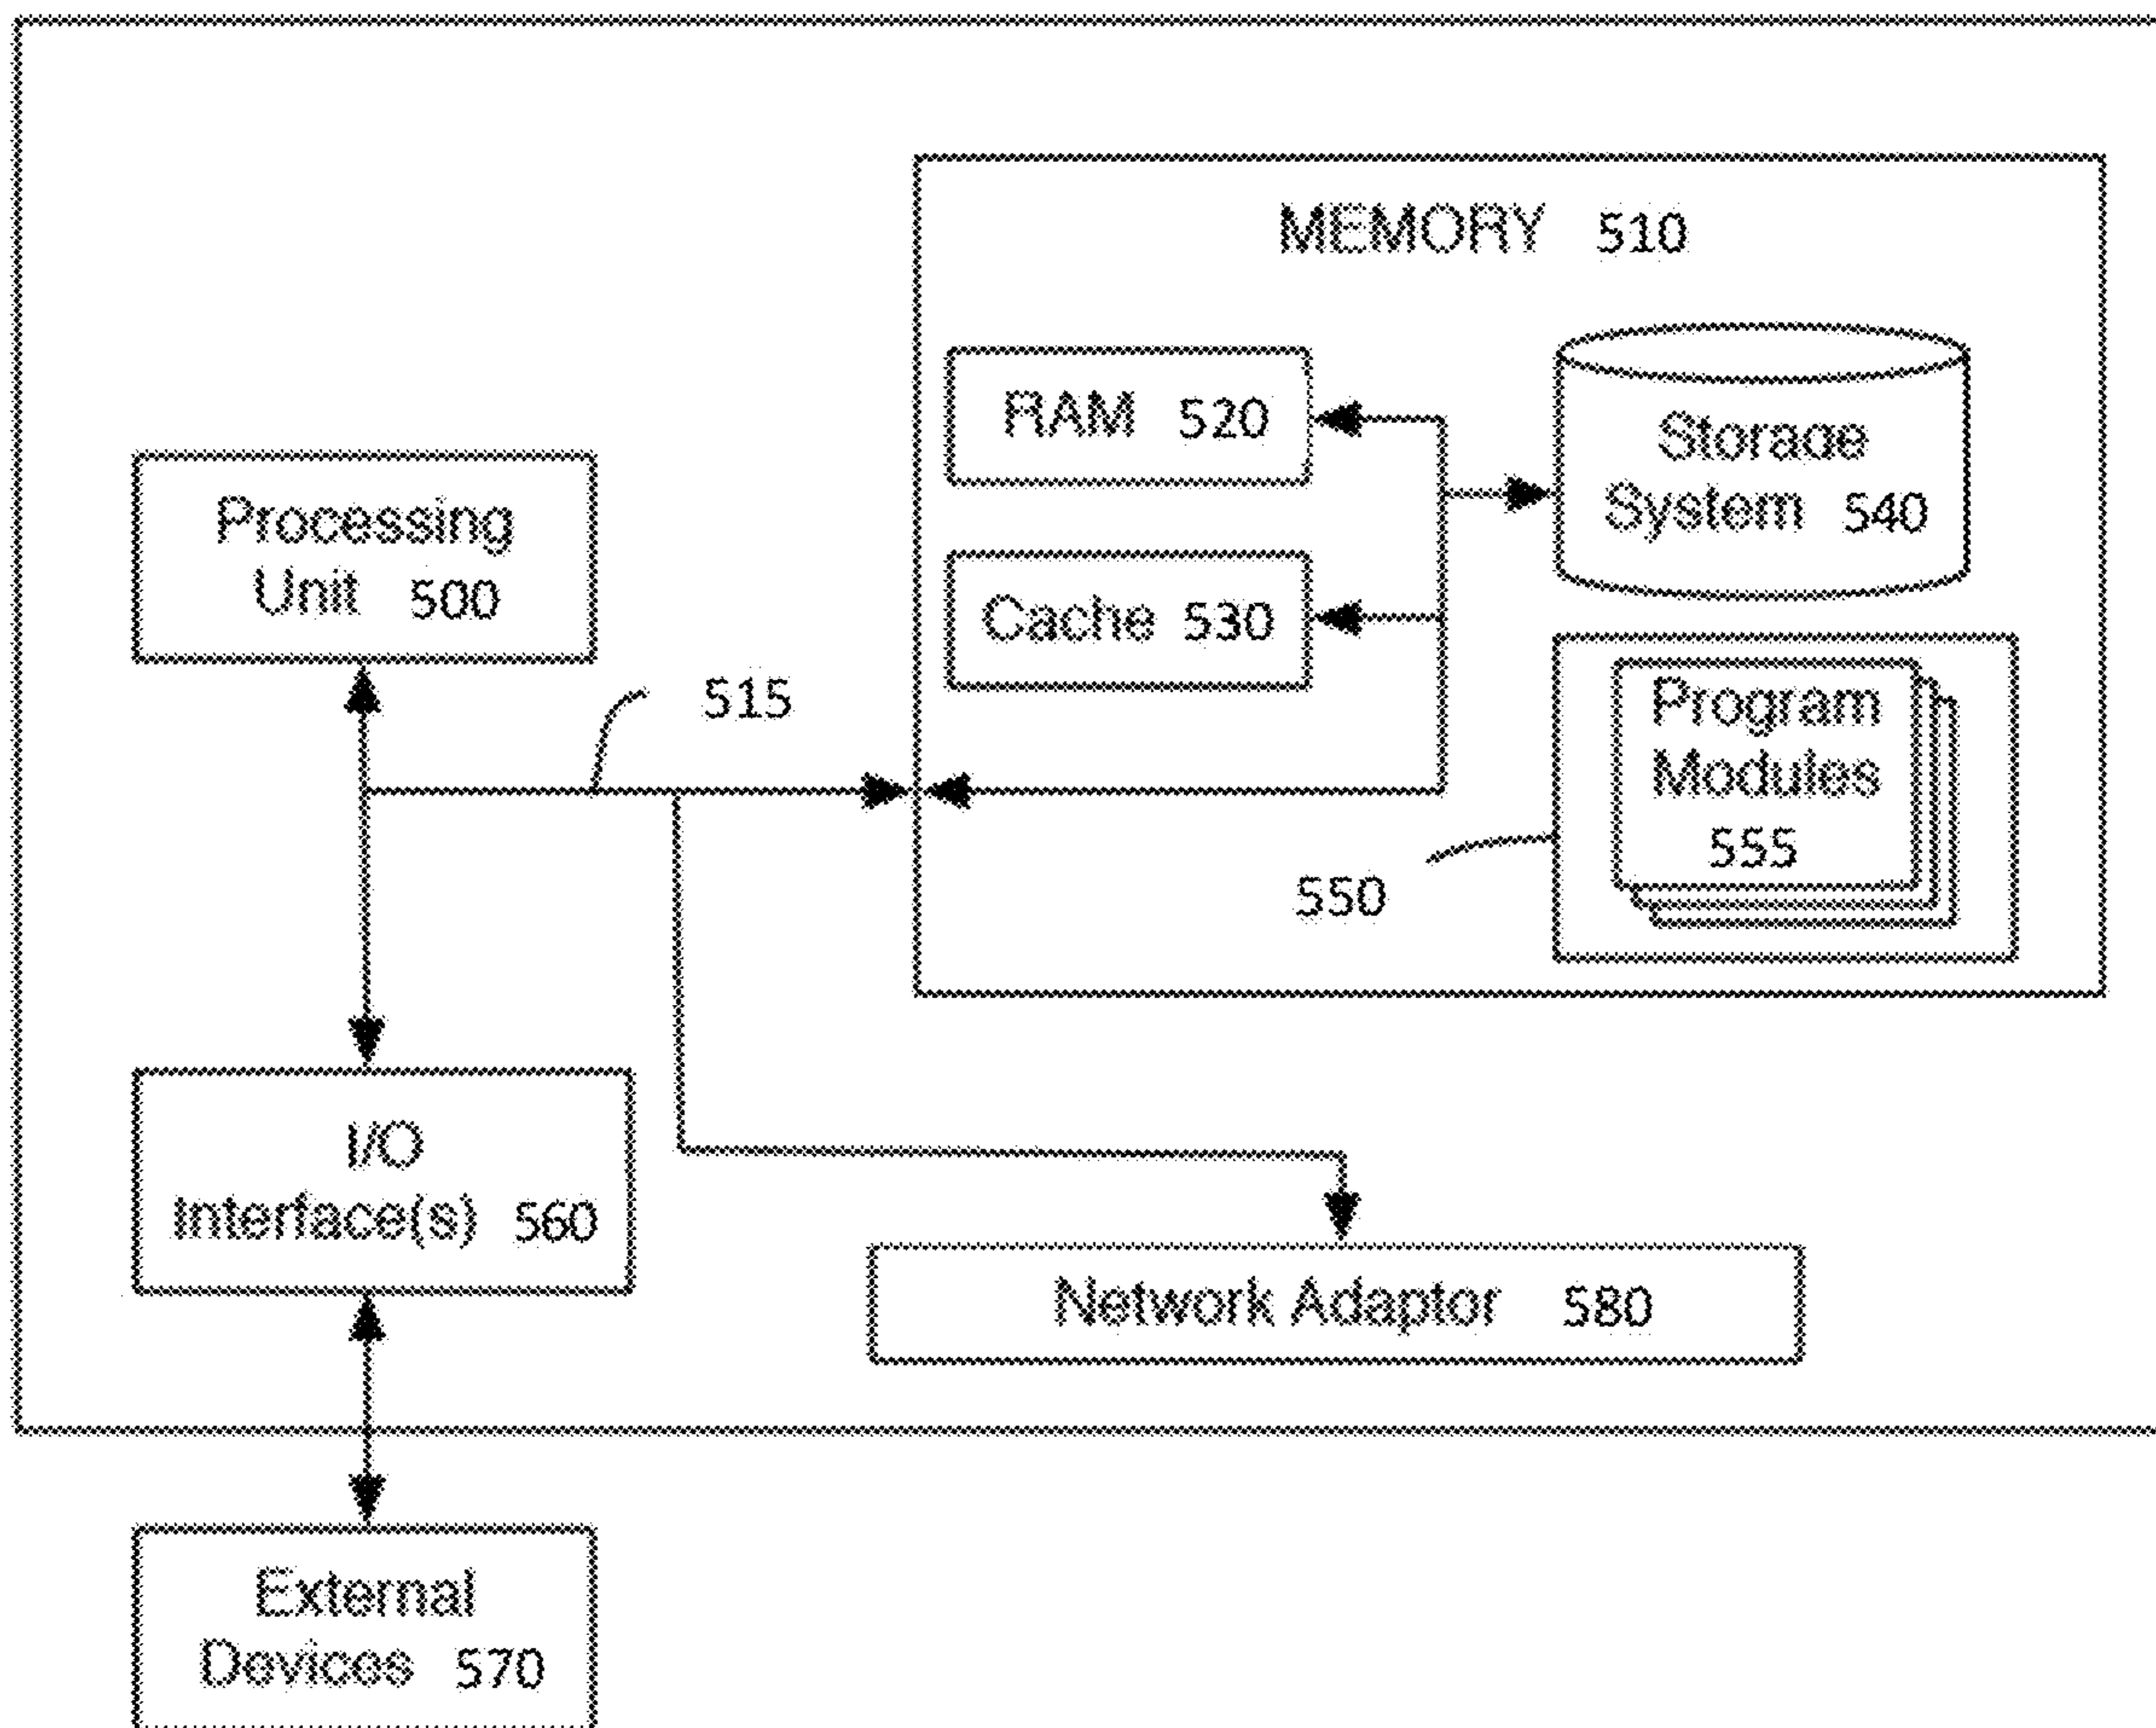 MEMORY 510
RAM 520
Storage
System 540
Processing
Unit 500
Cache 530
515
Program
Modules
555
550
I/O
Interface(s) 560
Network Adaptor 580
External
Devices 570